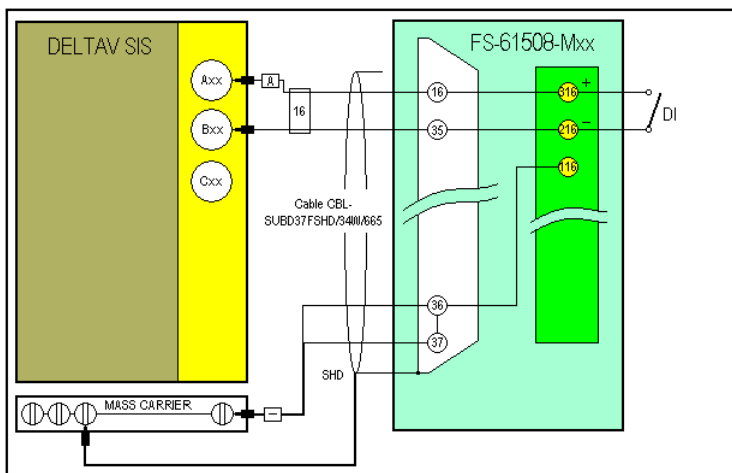 DELTAV SIS
FS-61508-Mxx
Axx
A
16
16
316
+
Bxx
35
216
−
DI
Cxx
116
Cable CBL-
SUBD37FSHD/34W/665
36
37
SHD
MASS CARRIER
−